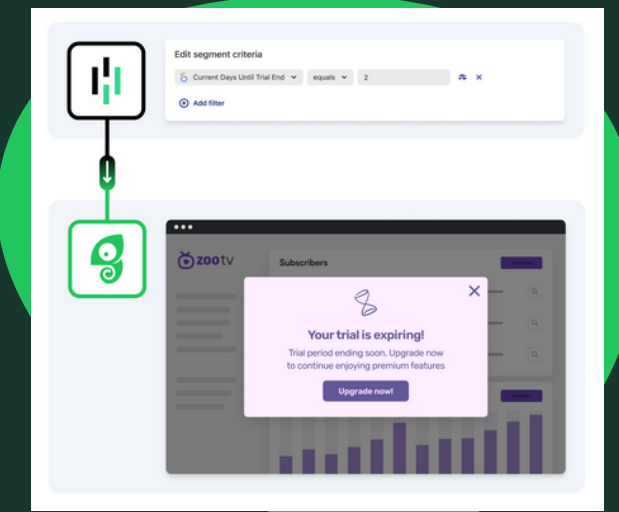 Edit segment criteria
Current Days Until Trial End equals 2
Add filter
zootv
Subscribers
Your trial is expiring!
Trial period ending soon. Upgrade now
to continue enjoying premium features
Upgrade now!